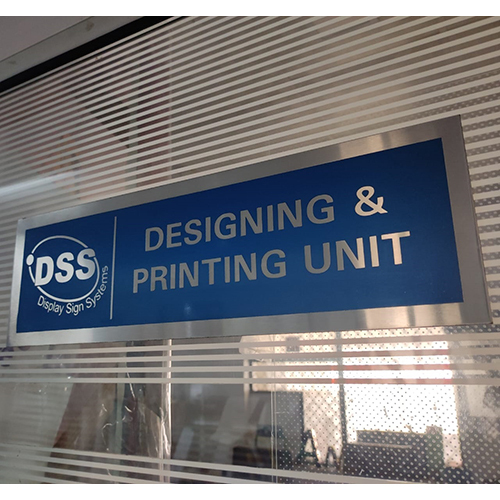 DSS
Display Sign Systems
DESIGNING &
PRINTING UNIT